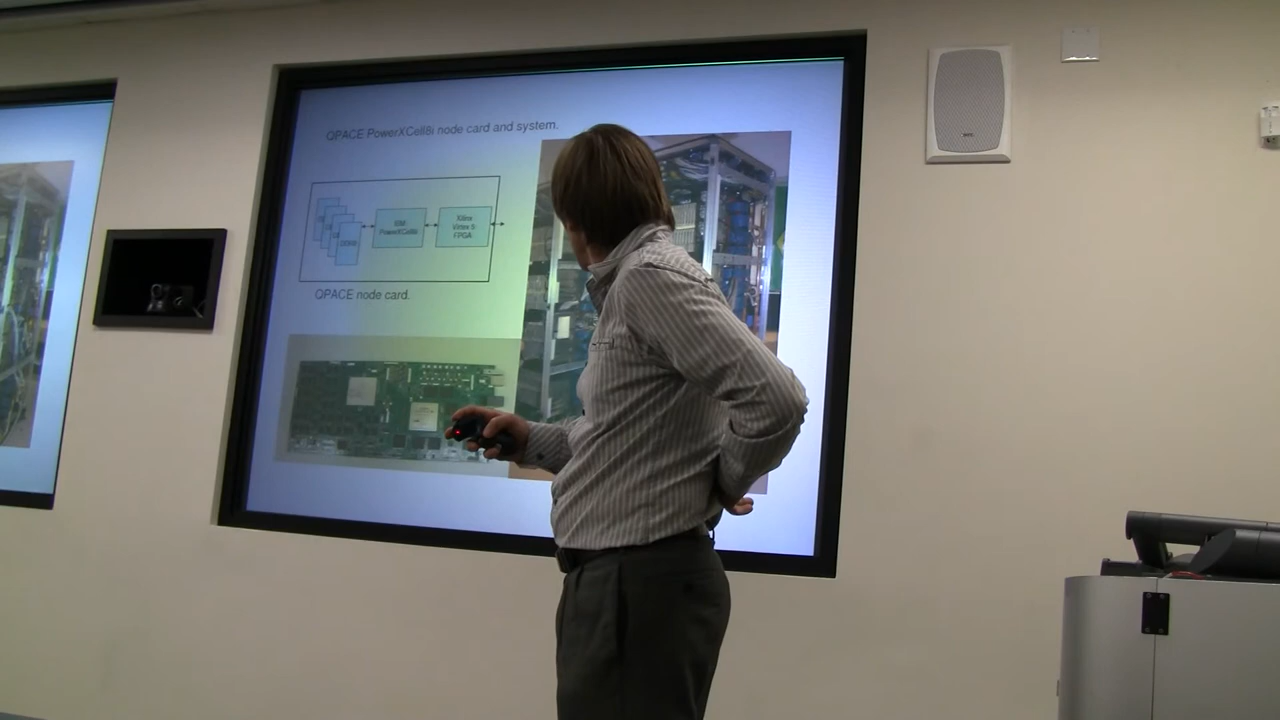 QPACE PowerXCell8i node card and system.
IBM
PowerXCell8i
Xilinx
Virtex 5
FPGA
QPACE node card.